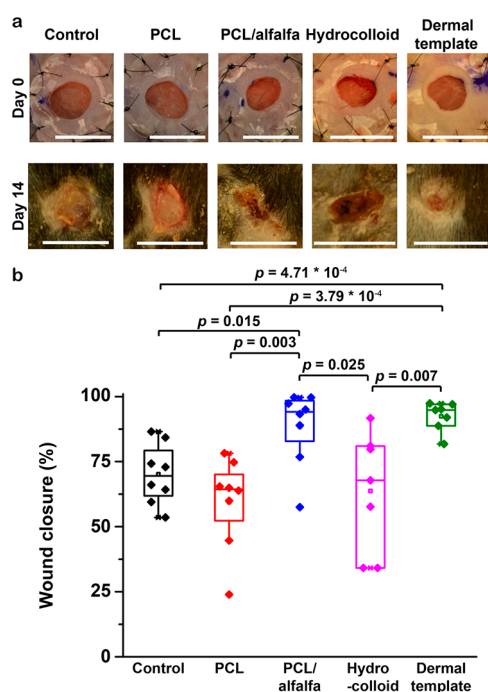 a
Control PCL PCL/alfalfa Hydrocolloid Dermal
template
Day 0
Day 14
b
p = 4.71 * 10-4
p = 3.79 * 10-4
p = 0.015
p = 0.003
p = 0.025
p = 0.007
100
75
50
25
0
Wound closure (%)
Control PCL PCL/ Hydro Dermal
alfalfa -colloid template